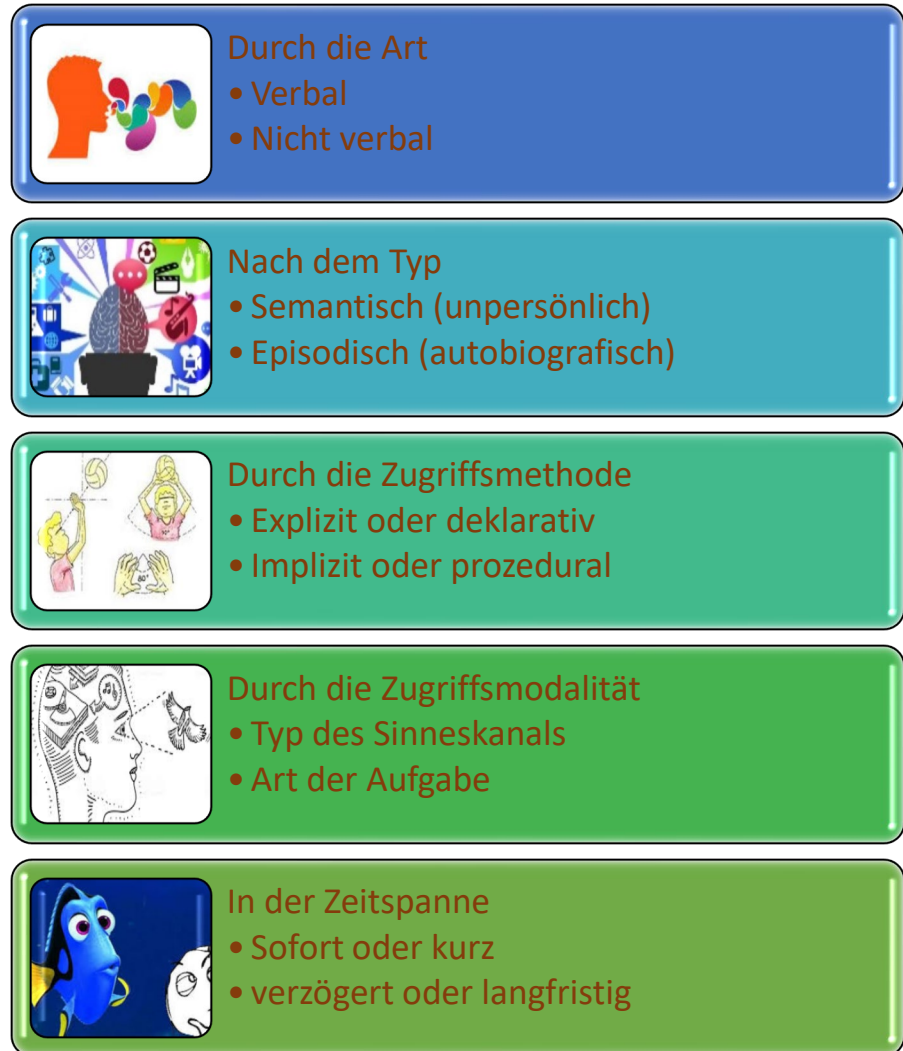 Durch die Art
• Verbal
• Nicht verbal
Nach dem Typ
• Semantisch (unpersönlich)
• Episodisch (autobiografisch)
Durch die Zugriffsmethode
• Explizit oder deklarativ
• Implizit oder prozedural
Durch die Zugriffsmodalität
• Typ des Sinneskanals
• Art der Aufgabe
In der Zeitspanne
• Sofort oder kurz
• verzögert oder langfristig